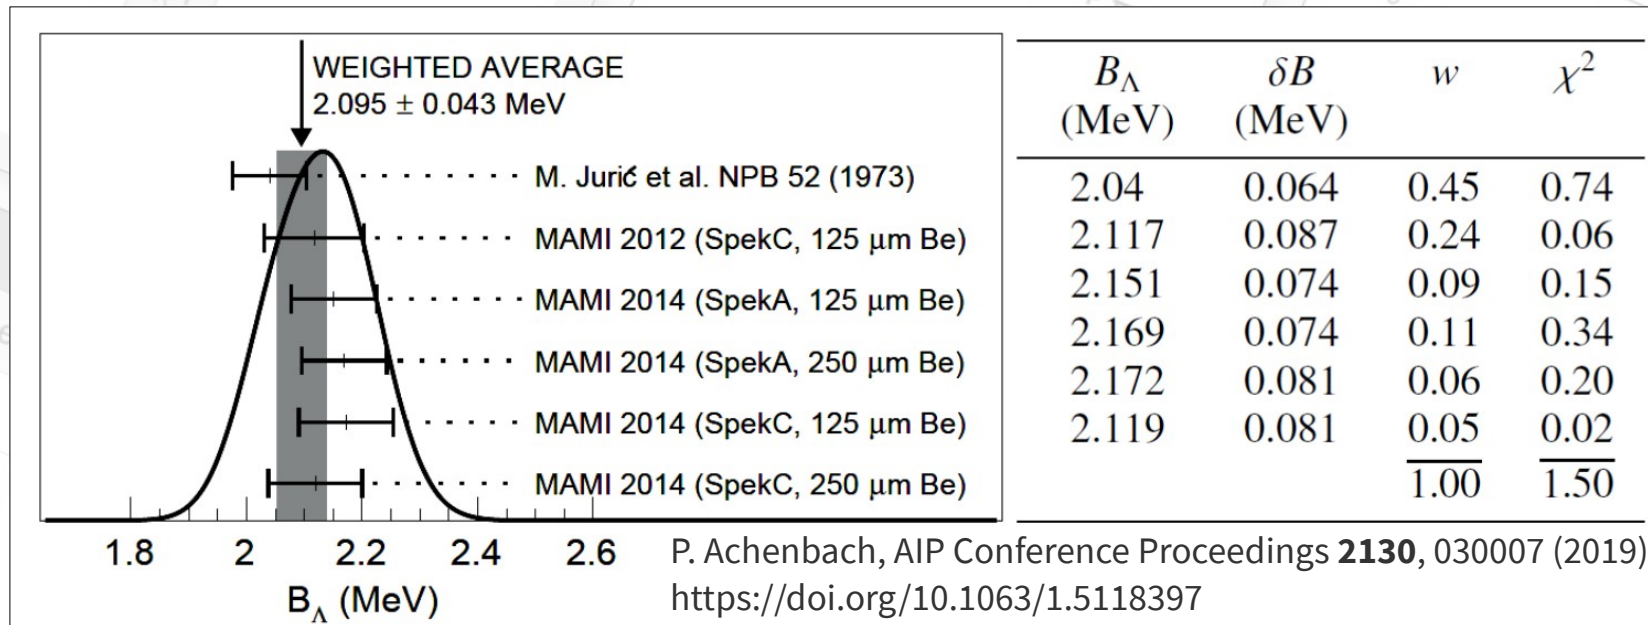 WEIGHTED AVERAGE
2.095 ± 0.043 MeV
M. Jurić et al. NPB 52 (1973)
MAMI 2012 (SpekC, 125 μm Be)
MAMI 2014 (SpekA, 125 μm Be)
MAMI 2014 (SpekA, 250 μm Be)
MAMI 2014 (SpekC, 125 μm Be)
MAMI 2014 (SpekC, 250 μm Be)
1.8 2 2.2 2.4 2.6
B_Λ (MeV)
B_Λ δB w χ²
(MeV) (MeV)
2.04 0.064 0.45 0.74
2.117 0.087 0.24 0.06
2.151 0.074 0.09 0.15
2.169 0.074 0.11 0.34
2.172 0.081 0.06 0.20
2.119 0.081 0.05 0.02
1.00 1.50
P. Achenbach, AIP Conference Proceedings 2130, 030007 (2019)
https://doi.org/10.1063/1.5118397